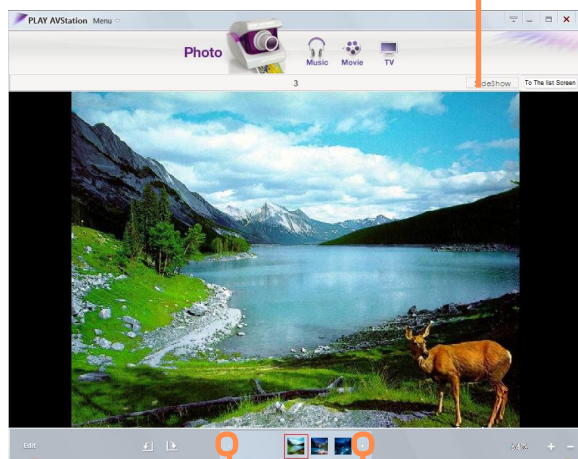 PLAY AVStation Menu
Photo
Music Movie TV
3
SlideShow To The list Screen
Edit